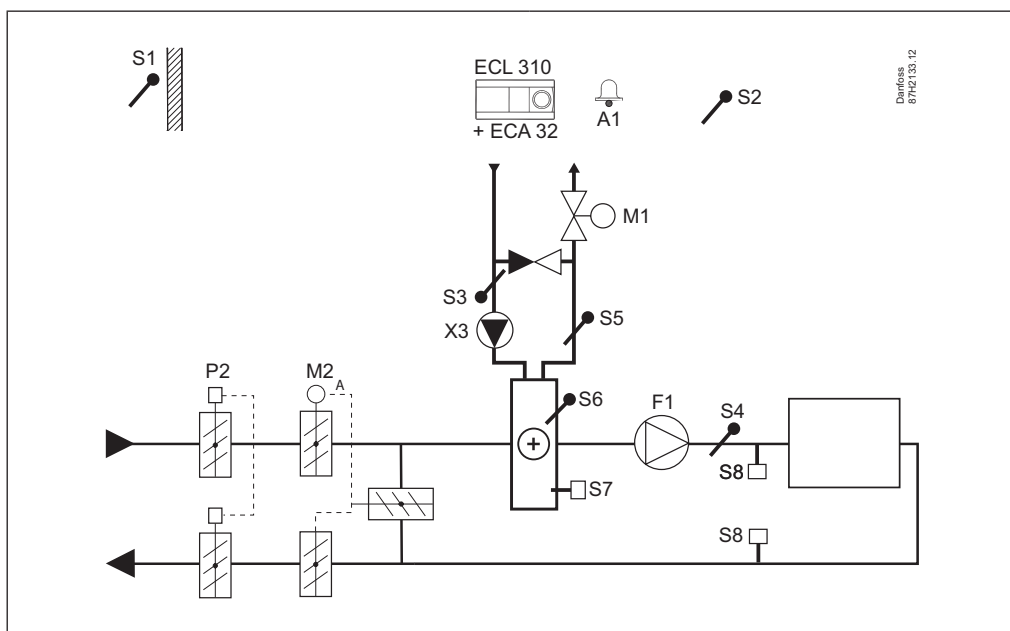 S1
ECL 310
+ ECA 32
A1
S2
Danfoss
87H2133.12
M1
S3
X3
S5
P2
M2
A
S6
F1
S4
S8
S7
S8